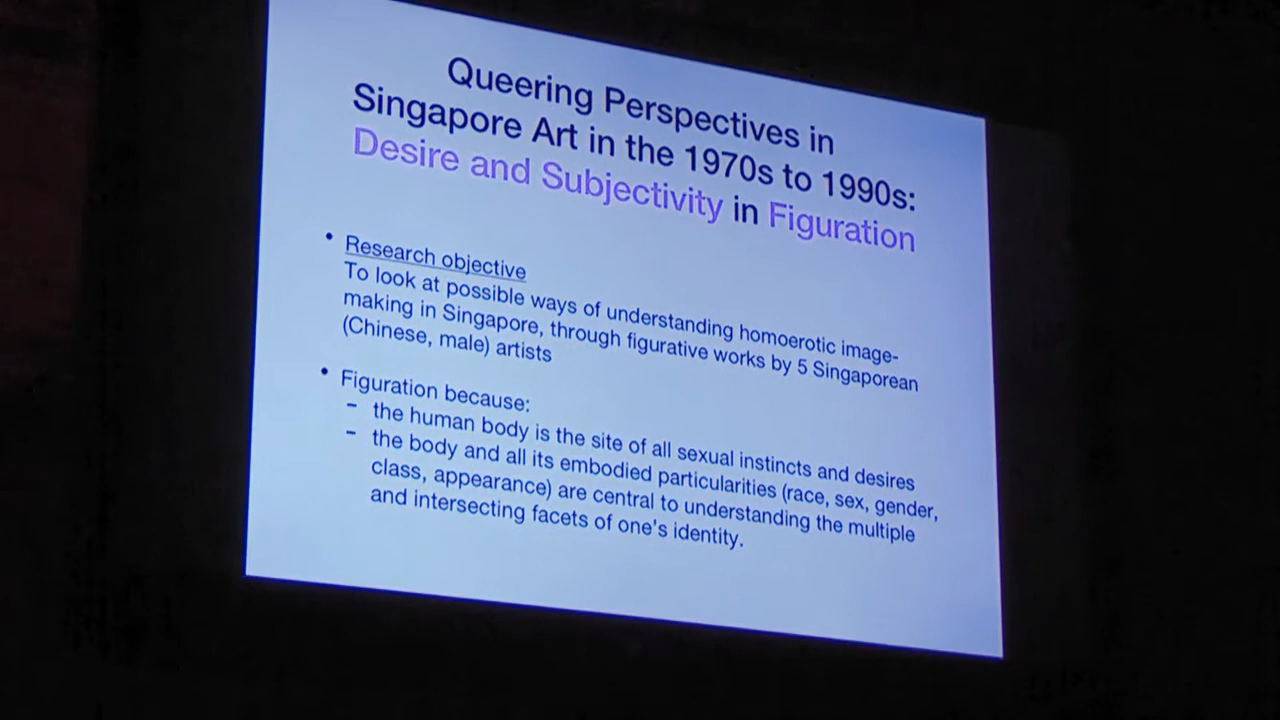 Queering Perspectives in
Singapore Art in the 1970s to 1990s:
Desire and Subjectivity in Figuration
• Research objective
To look at possible ways of understanding homoerotic image-
making in Singapore, through figurative works by 5 Singaporean
(Chinese, male) artists
• Figuration because:
- the human body is the site of all sexual instincts and desires
- the body and all its embodied particularities (race, sex, gender,
class, appearance) are central to understanding the multiple
and intersecting facets of one's identity.